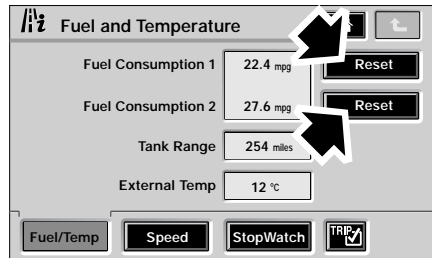 Fuel and Temperature
Fuel Consumption 1 22.4 mpg Reset
Fuel Consumption 2 27.6 mpg Reset
Tank Range 254 miles
External Temp 12 °C
Fuel/Temp Speed StopWatch TRIP